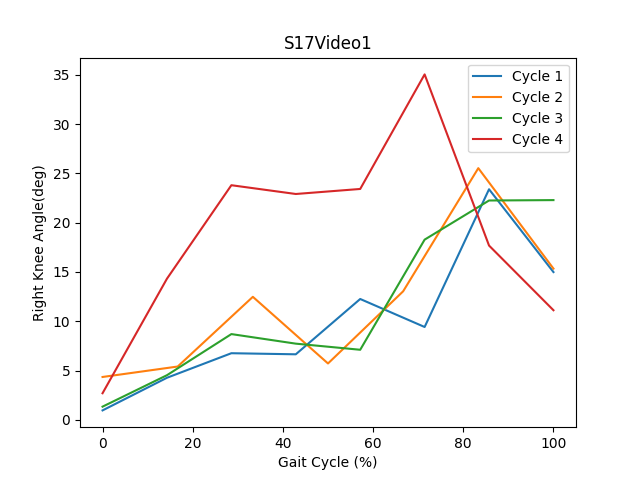 S17Video1
Cycle 1
Cycle 2
Cycle 3
Cycle 4
Right Knee Angle(deg)
35
30
25
20
15
10
5
0
0 20 40 60 80 100
Gait Cycle (%)